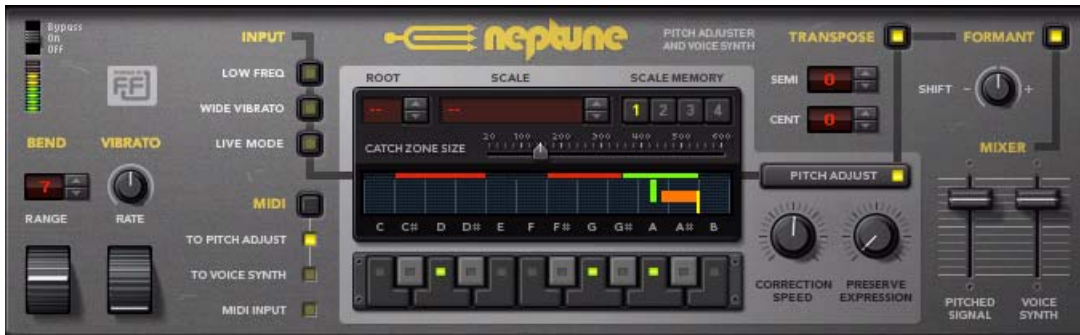 Bypass
On
Off
INPUT
neptune
PITCH ADJUSTER
AND VOICE SYNTH
TRANSPOSE
FORMANT
LOW FREQ
WIDE VIBRATO
LIVE MODE
ROOT
SCALE
SCALE MEMORY
--
--
1 2 3 4
20 100 200 300 400 500 600
CATCH ZONE SIZE
SEMI
0
CENT
0
SHIFT - +
MIXER
PITCH ADJUST
BEND
VIBRATO
7
RANGE
RATE
MIDI
TO PITCH ADJUST
TO VOICE SYNTH
MIDI INPUT
C C# D D# E F F# G G# A A# B
CORRECTION
SPEED
PRESERVE
EXPRESSION
PITCHED
SIGNAL
VOICE
SYNTH